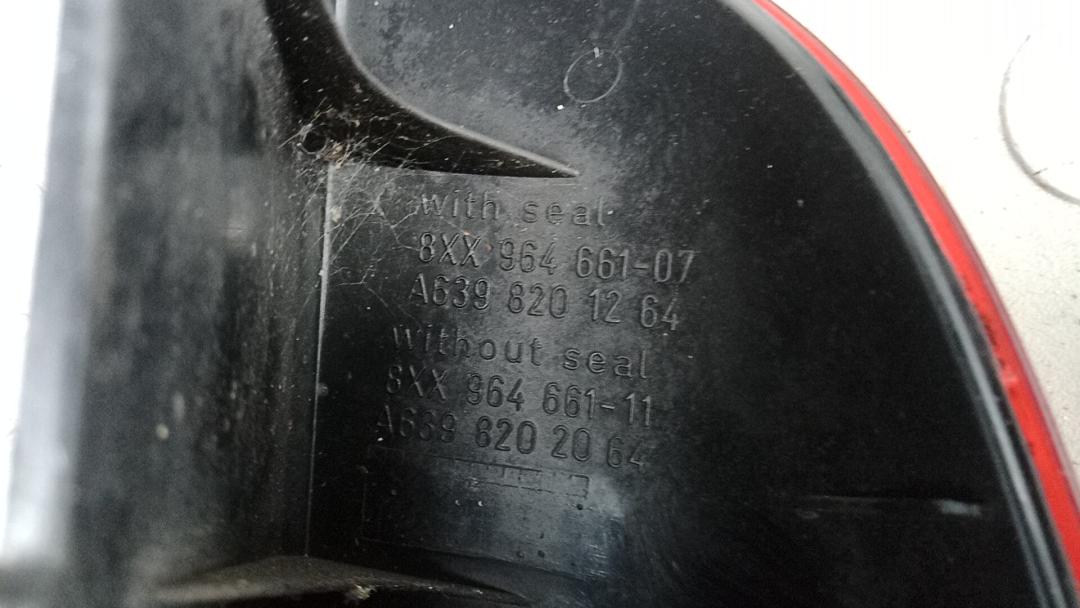 with seal
8XX 964 661-07
A639 820 12 64
without seal
8XX 964 661-11
A639 820 20 64